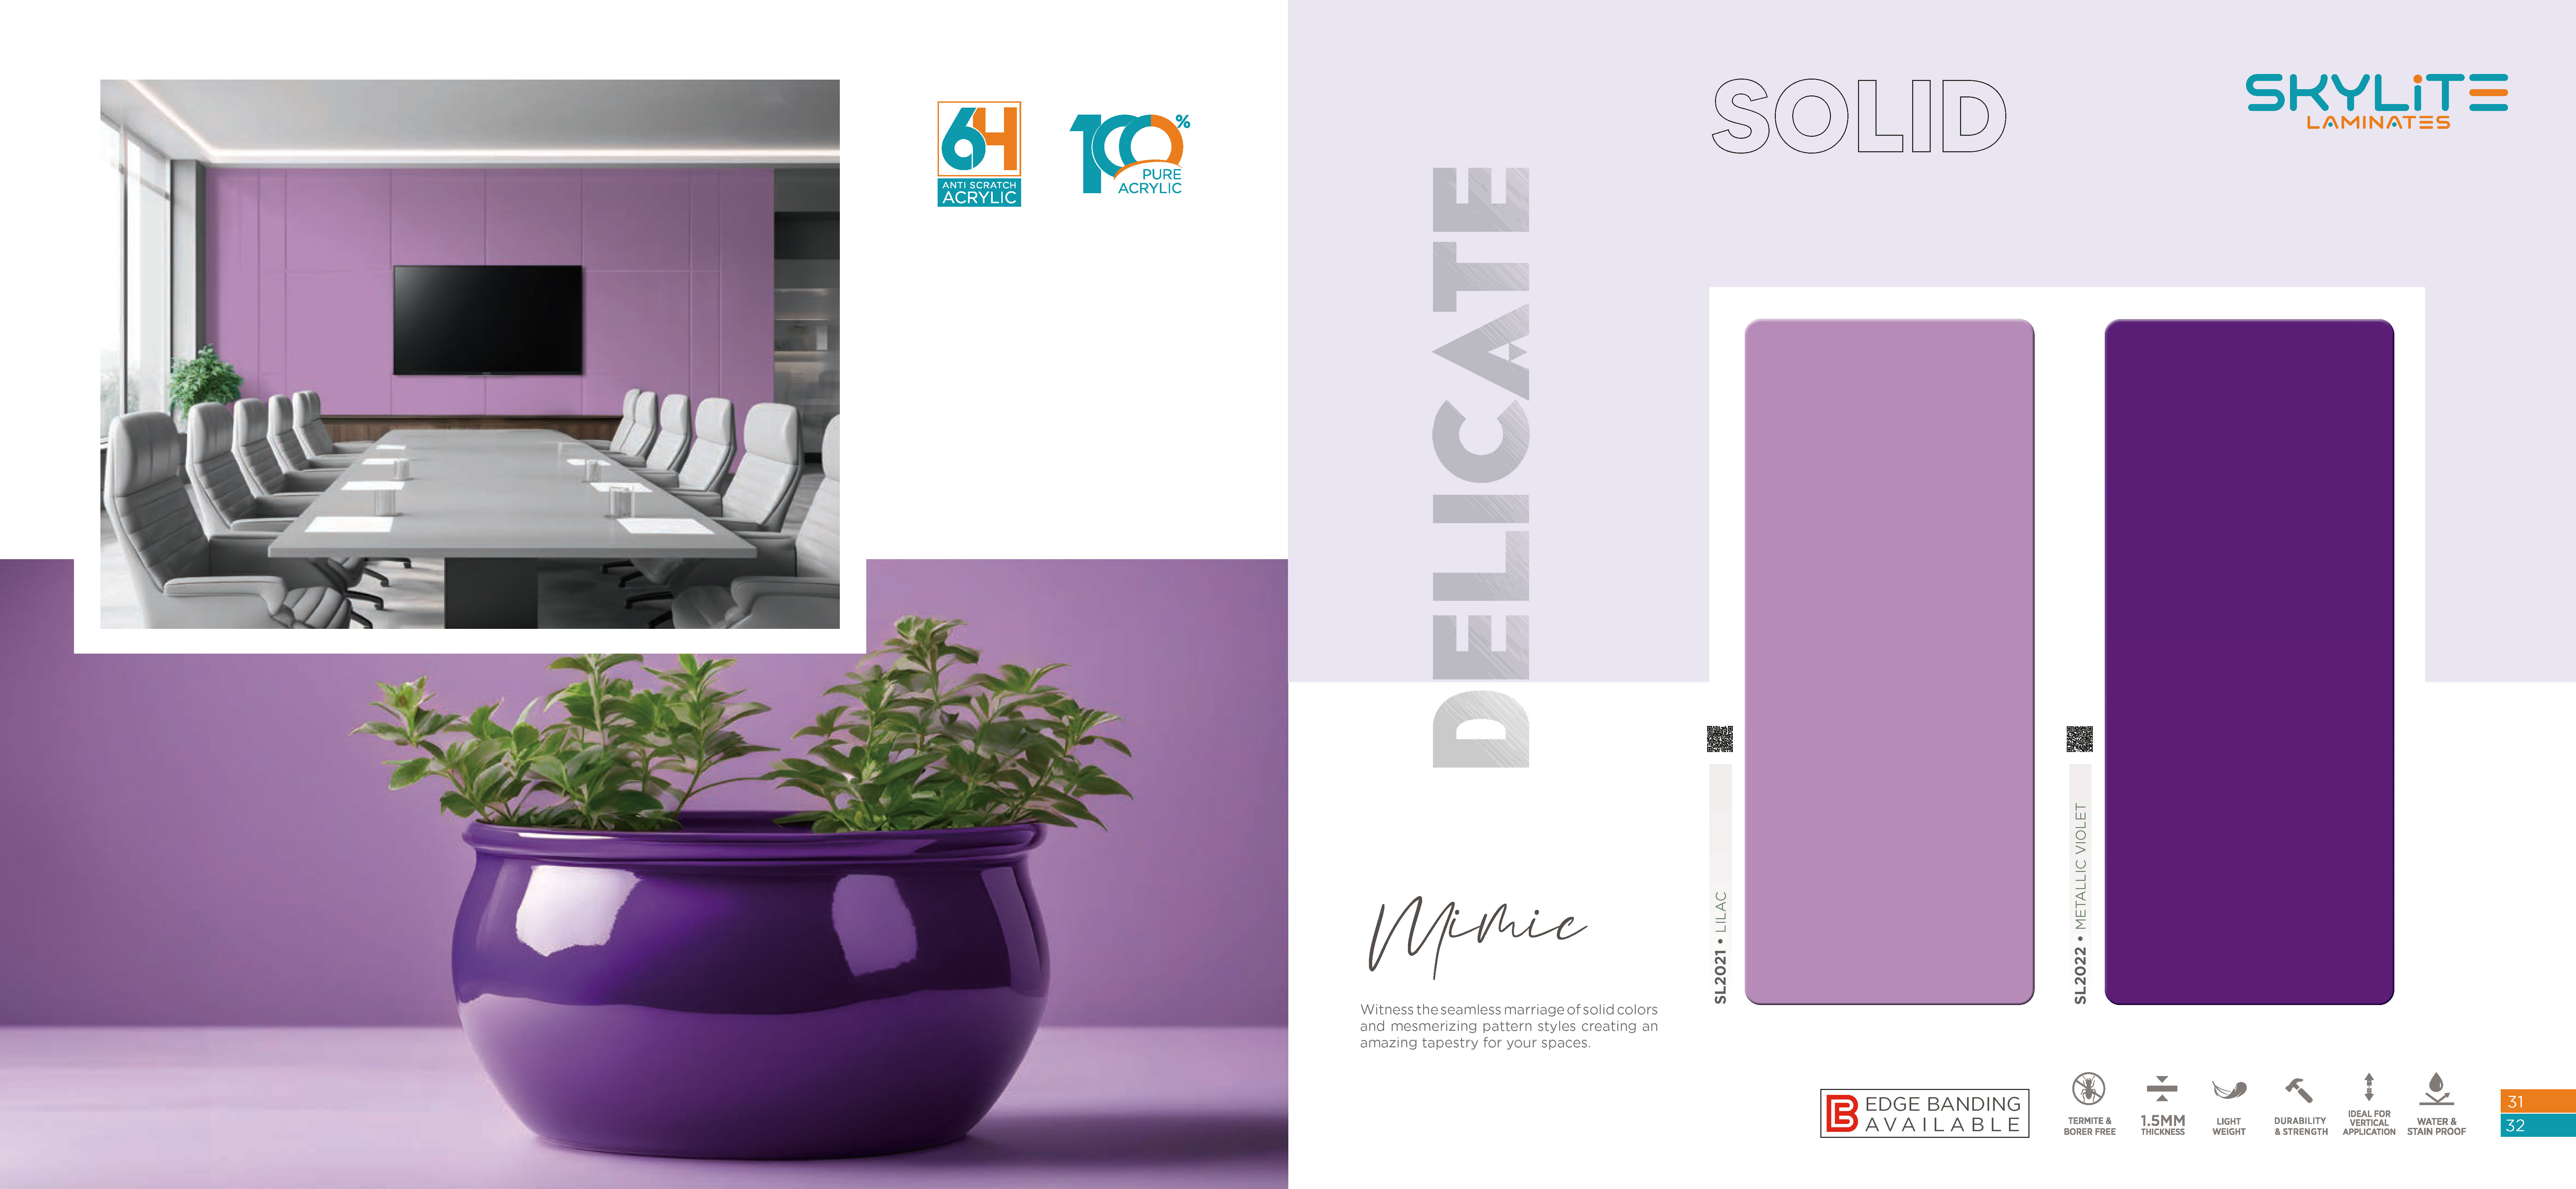 64
ANTI SCRATCH
ACRYLIC
100%
PURE
ACRYLIC
SOLID
SKYLiTE
LAMINATES
DELICATE
Mimic
Witness the seamless marriage of solid colors
and mesmerizing pattern styles creating an
amazing tapestry for your spaces.
SL2021 • LILAC
SL2022 • METALLIC VIOLET
B EDGE BANDING
AVAILABLE
TERMITE &
BORER FREE
1.5MM
THICKNESS
LIGHT
WEIGHT
DURABILITY
& STRENGTH
IDEAL FOR
VERTICAL
APPLICATION
WATER &
STAIN PROOF
31
32